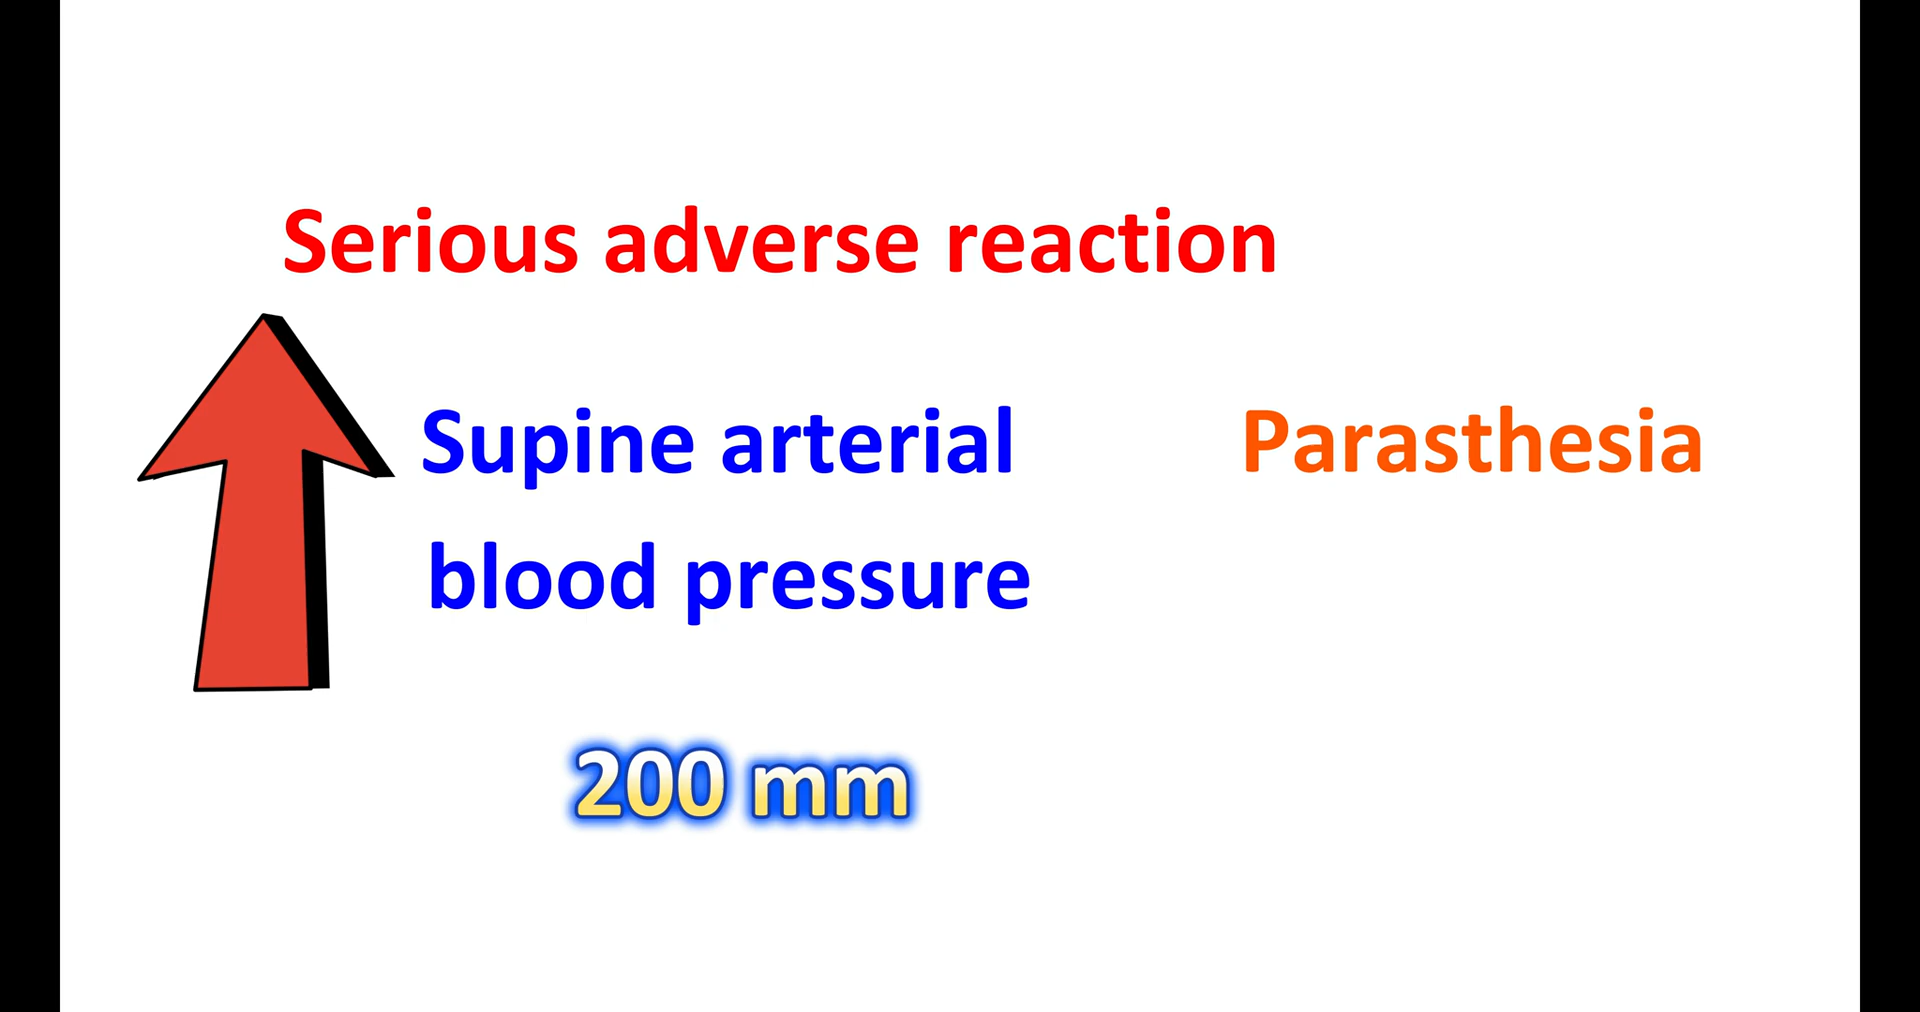 Serious adverse reaction
Supine arterial
blood pressure
Parasthesia
200 mm